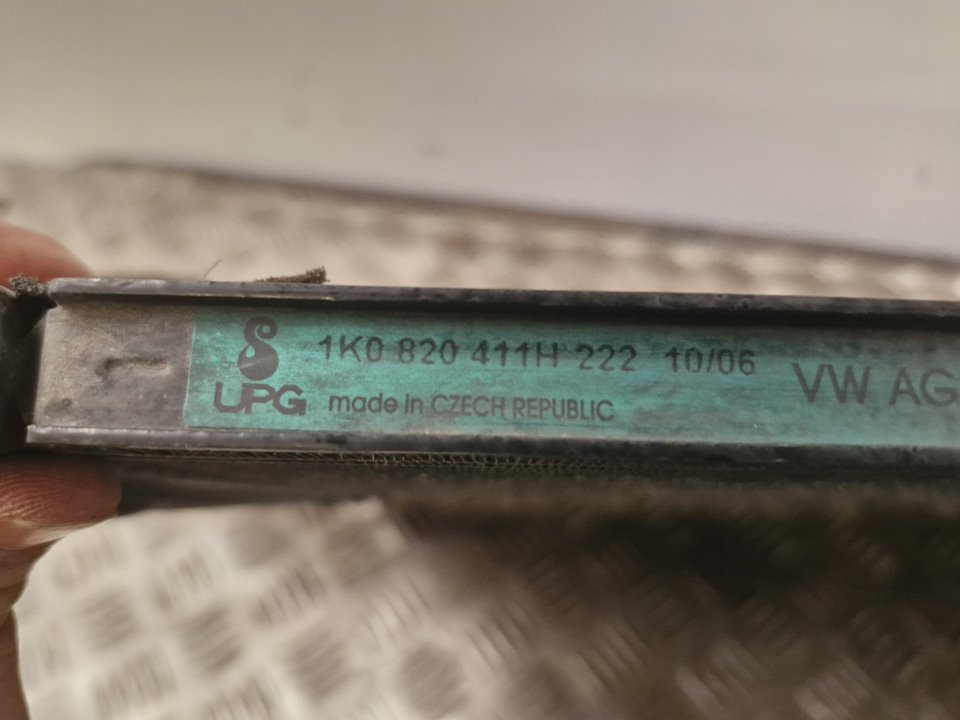 1K0 820 411H 222 10/06
VW AG
UPG made in CZECH REPUBLIC